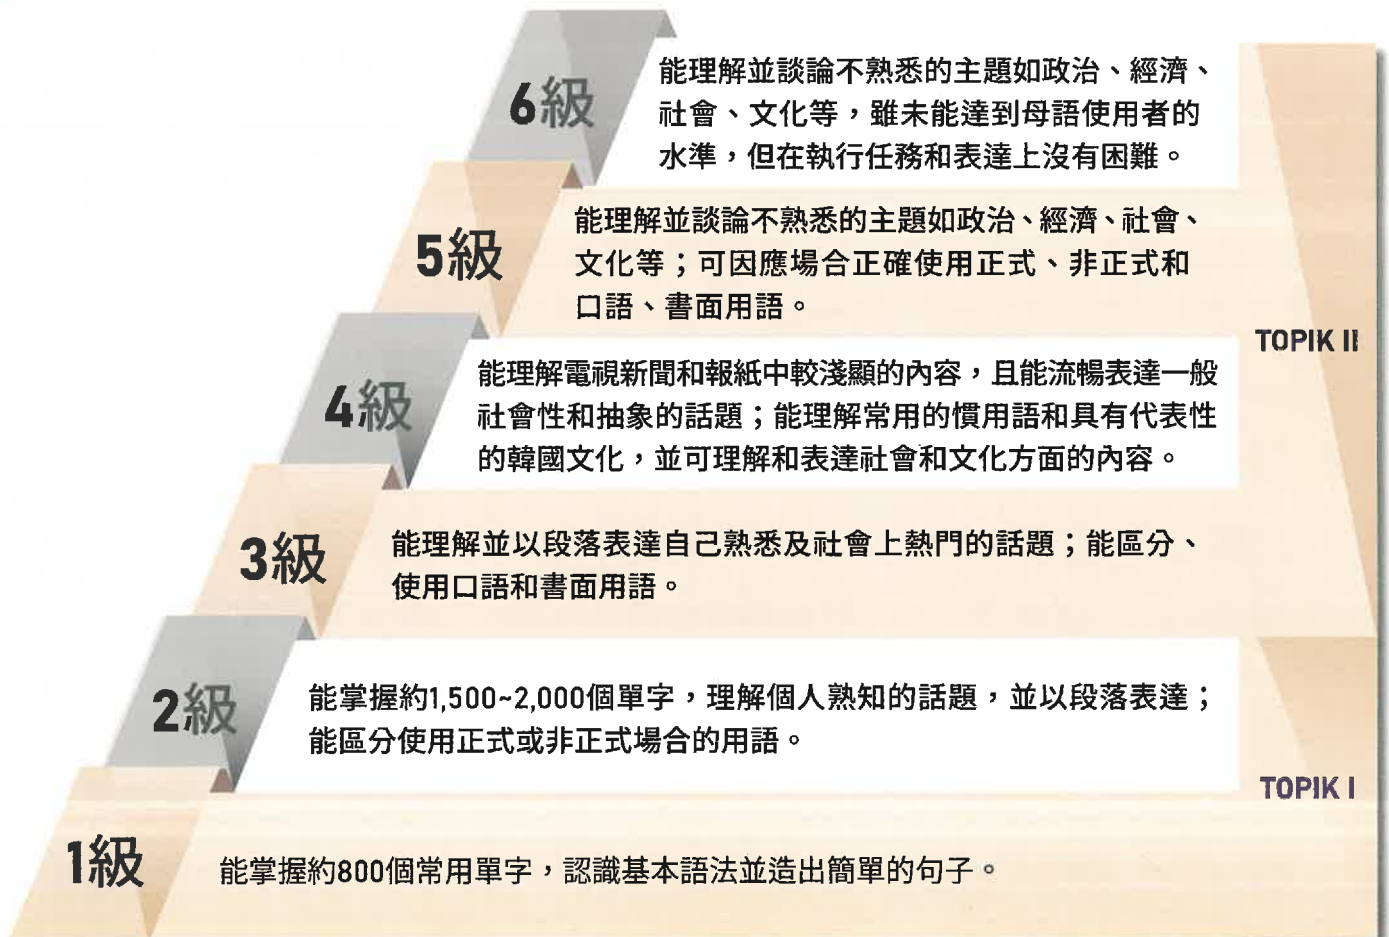 6級
能理解並談論不熟悉的主題如政治、經濟、
社會、文化等，雖未能達到母語使用者的
水準，但在執行任務和表達上沒有困難。
5級
能理解並談論不熟悉的主題如政治、經濟、社會、
文化等；可因應場合正確使用正式、非正式和
口語、書面用語。
TOPIK II
4級
能理解電視新聞和報紙中較淺顯的內容，且能流暢表達一般
社會性和抽象的話題；能理解常用的慣用語和具有代表性
的韓國文化，並可理解和表達社會和文化方面的內容。
3級
能理解並以段落表達自己熟悉及社會上熱門的話題；能區分、
使用口語和書面用語。
2級
能掌握約1,500~2,000個單字，理解個人熟知的話題，並以段落表達；
能區分使用正式或非正式場合的用語。
TOPIK I
1級
能掌握約800個常用單字，認識基本語法並造出簡單的句子。